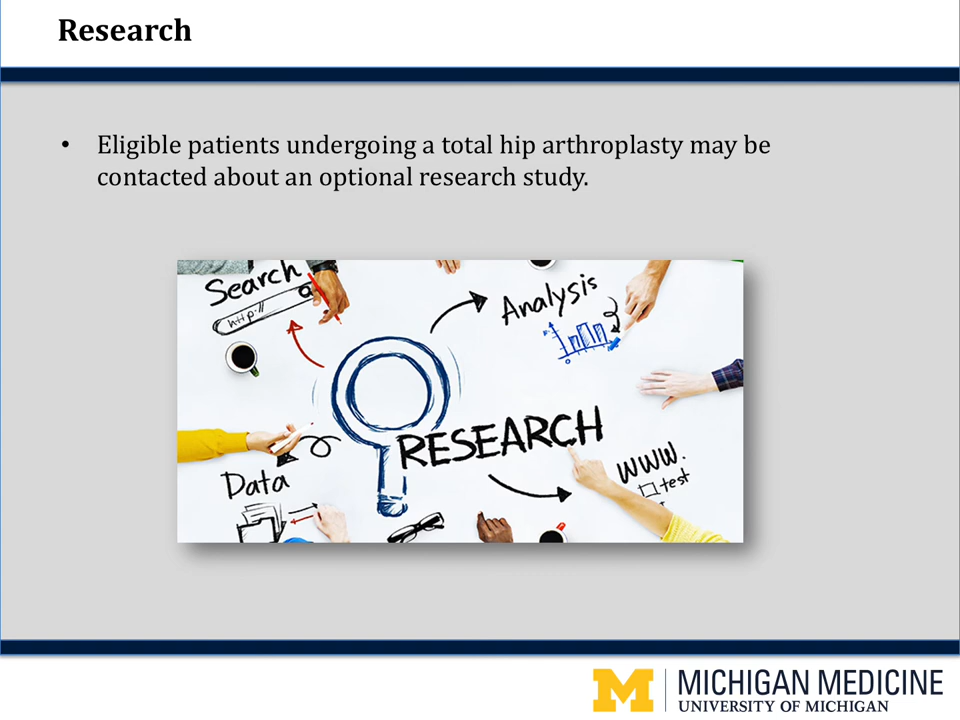 Research
• Eligible patients undergoing a total hip arthroplasty may be
contacted about an optional research study.
Search
http://
Analysis
RESEARCH
Data
WWW.
test
M
MICHIGAN MEDICINE
UNIVERSITY OF MICHIGAN